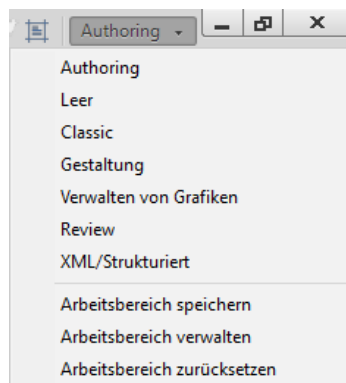 Authoring
Authoring
Leer
Classic
Gestaltung
Verwalten von Grafiken
Review
XML/Strukturiert
Arbeitsbereich speichern
Arbeitsbereich verwalten
Arbeitsbereich zurücksetzen